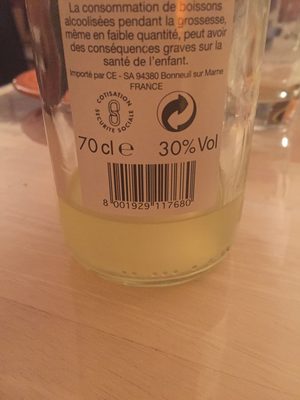 La consommation de boissons
alcoolisées pendant la grossesse,
même en faible quantité, peut avoir
des conséquences graves sur la
santé de l'enfant.
Importé par CE - SA 94380 Bonneuil sur Marne
FRANCE
COTISATION
SÉCURITÉ SOCIALE
70 cl e 30% Vol
8 001929 117680